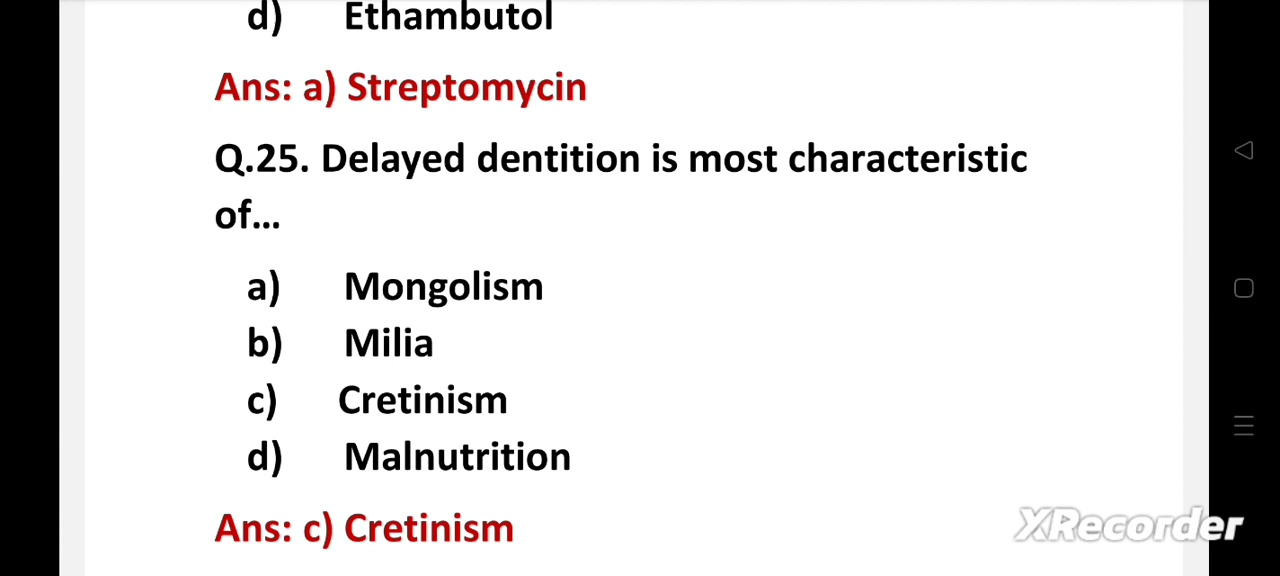 d) Ethambutol
Ans: a) Streptomycin
Q.25. Delayed dentition is most characteristic
of...
a) Mongolism
b) Milia
c) Cretinism
d) Malnutrition
Ans: c) Cretinism
XRecorder